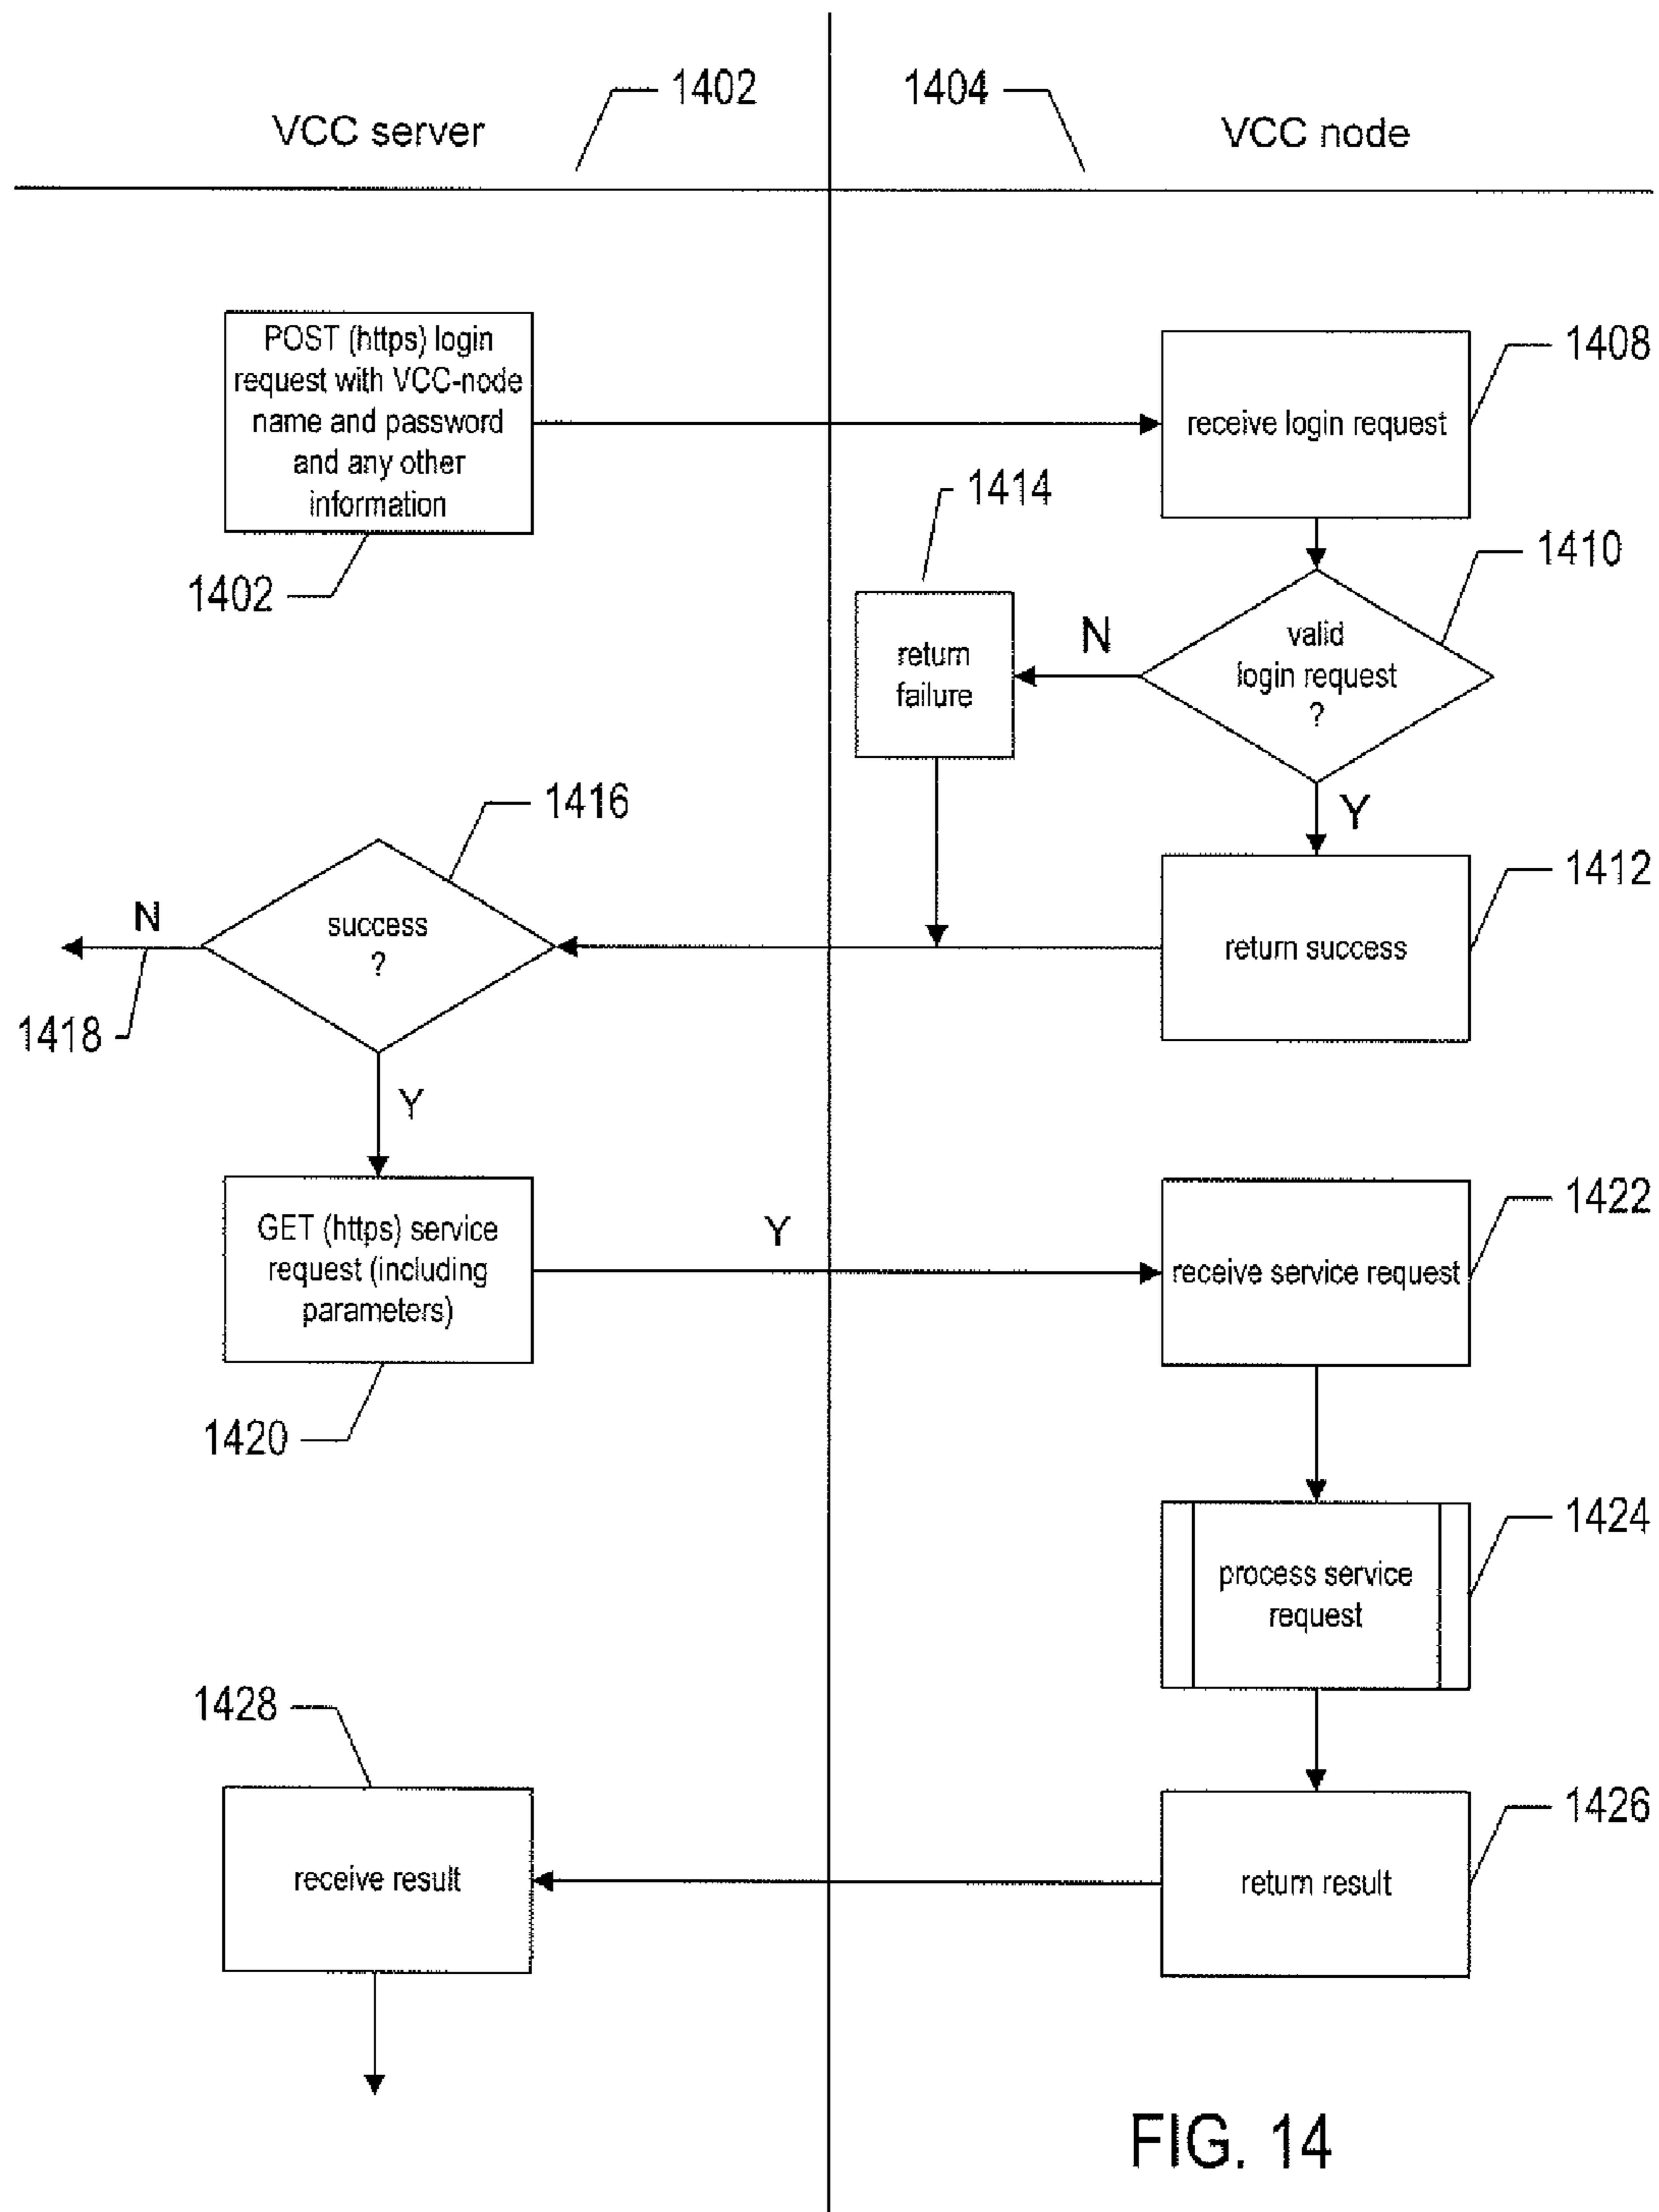 1402
1404
VCC server
VCC node
POST (https) login
request with VCC-node
name and password
and any other
information
1402
receive login request
1408
1414
1410
return
failure
N
valid
login request
?
Y
1416
success
?
N
1418
return success
1412
Y
GET (https) service
request (including
parameters)
Y
1420
receive service request
1422
process service
request
1424
1428
receive result
return result
1426
FIG. 14